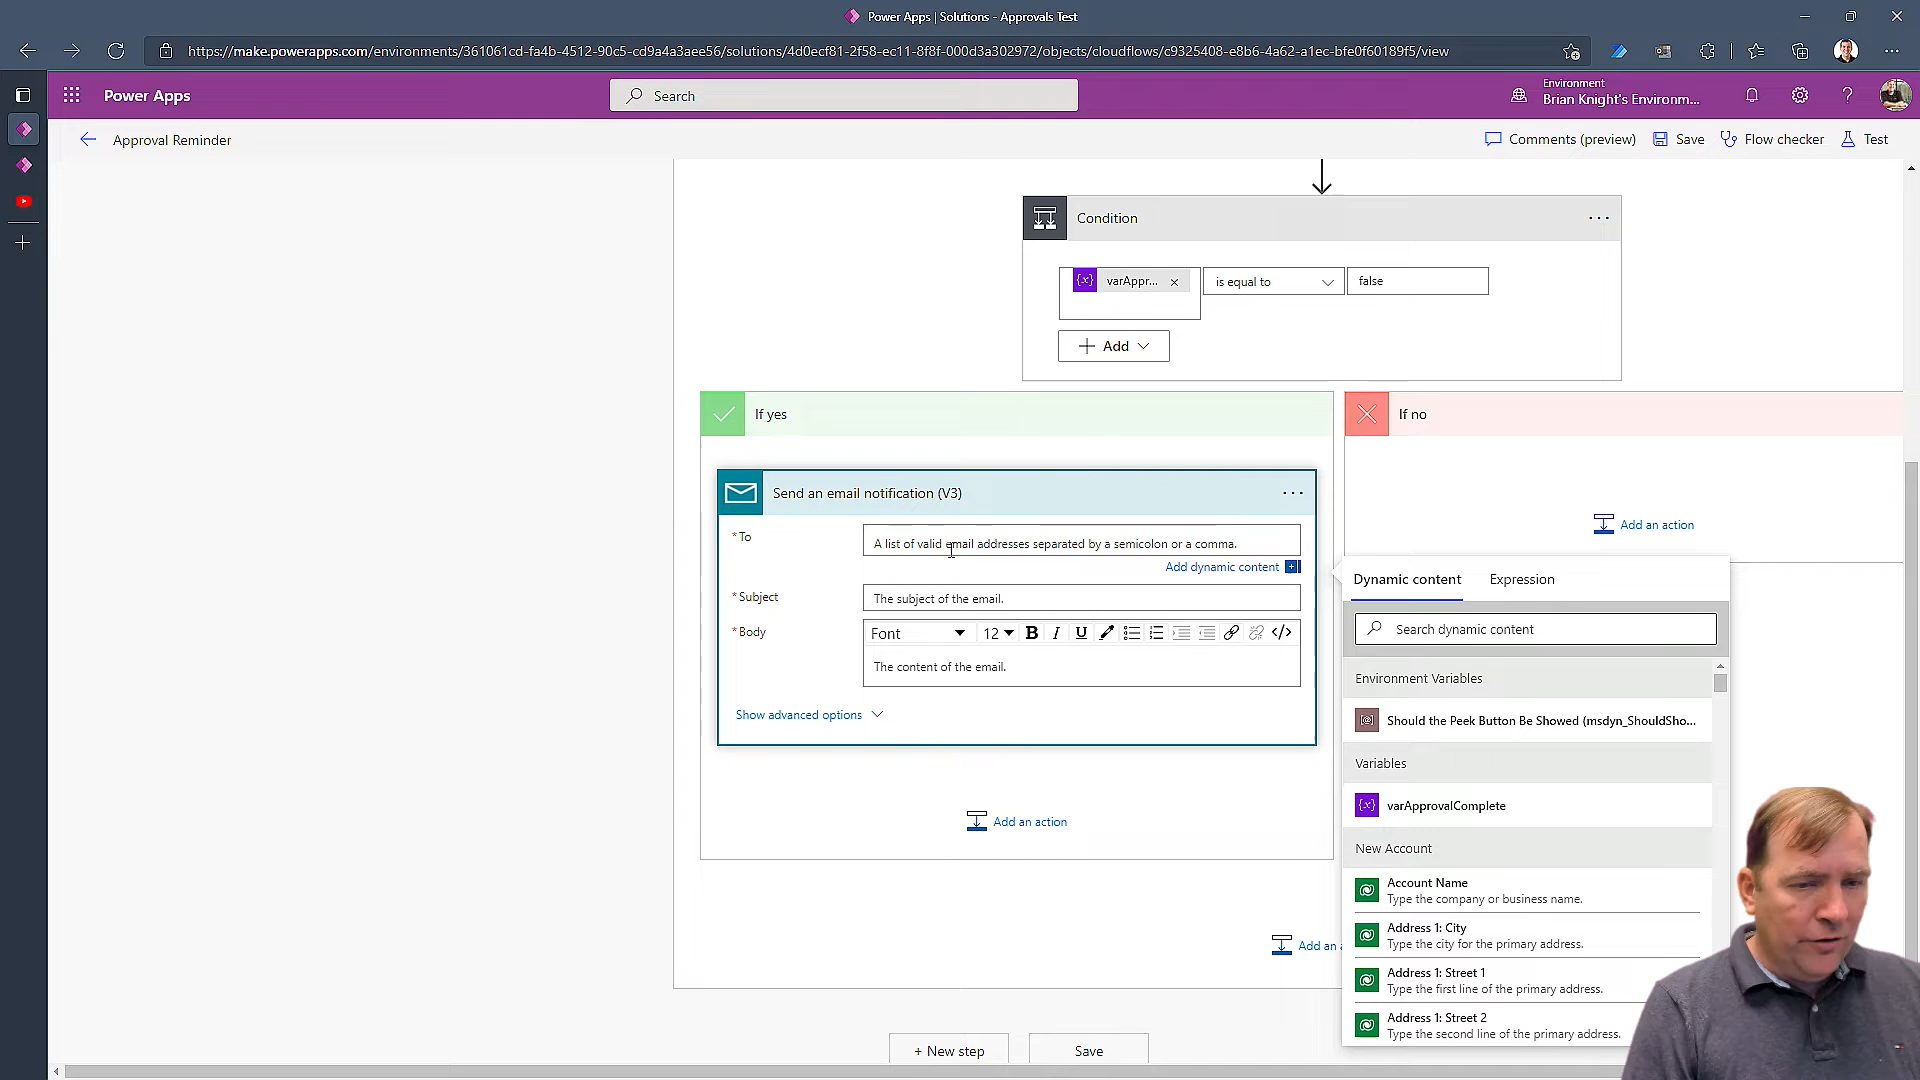 Power Apps | Solutions - Approvals Test
https://make.powerapps.com/environments/361061cd-fa4b-4512-90c5-cd9a4a3aee56/solutions/4d0ecf81-2f58-ec11-8f8f-000d3a302972/objects/cloudflows/c9325408-e8b6-4a62-a1ec-bfe0f60189f5/view
Power Apps
Search
Environment
Brian Knight's Environm...
Approval Reminder
Comments (preview)
Save
Flow checker
Test
Condition
varAppr...
is equal to
false
Add
If yes
If no
Send an email notification (V3)
*To
A list of valid email addresses separated by a semicolon or a comma.
Add dynamic content
*Subject
The subject of the email.
*Body
Font
12
B I U
The content of the email.
Show advanced options
Add an action
Add an action
Dynamic content
Expression
Search dynamic content
Environment Variables
Should the Peek Button Be Showed (msdyn_ShouldSho...
Variables
varApprovalComplete
New Account
Account Name
Type the company or business name.
Address 1: City
Type the city for the primary address.
Address 1: Street 1
Type the first line of the primary address.
Address 1: Street 2
Type the second line of the primary address.
Add an a
+ New step
Save